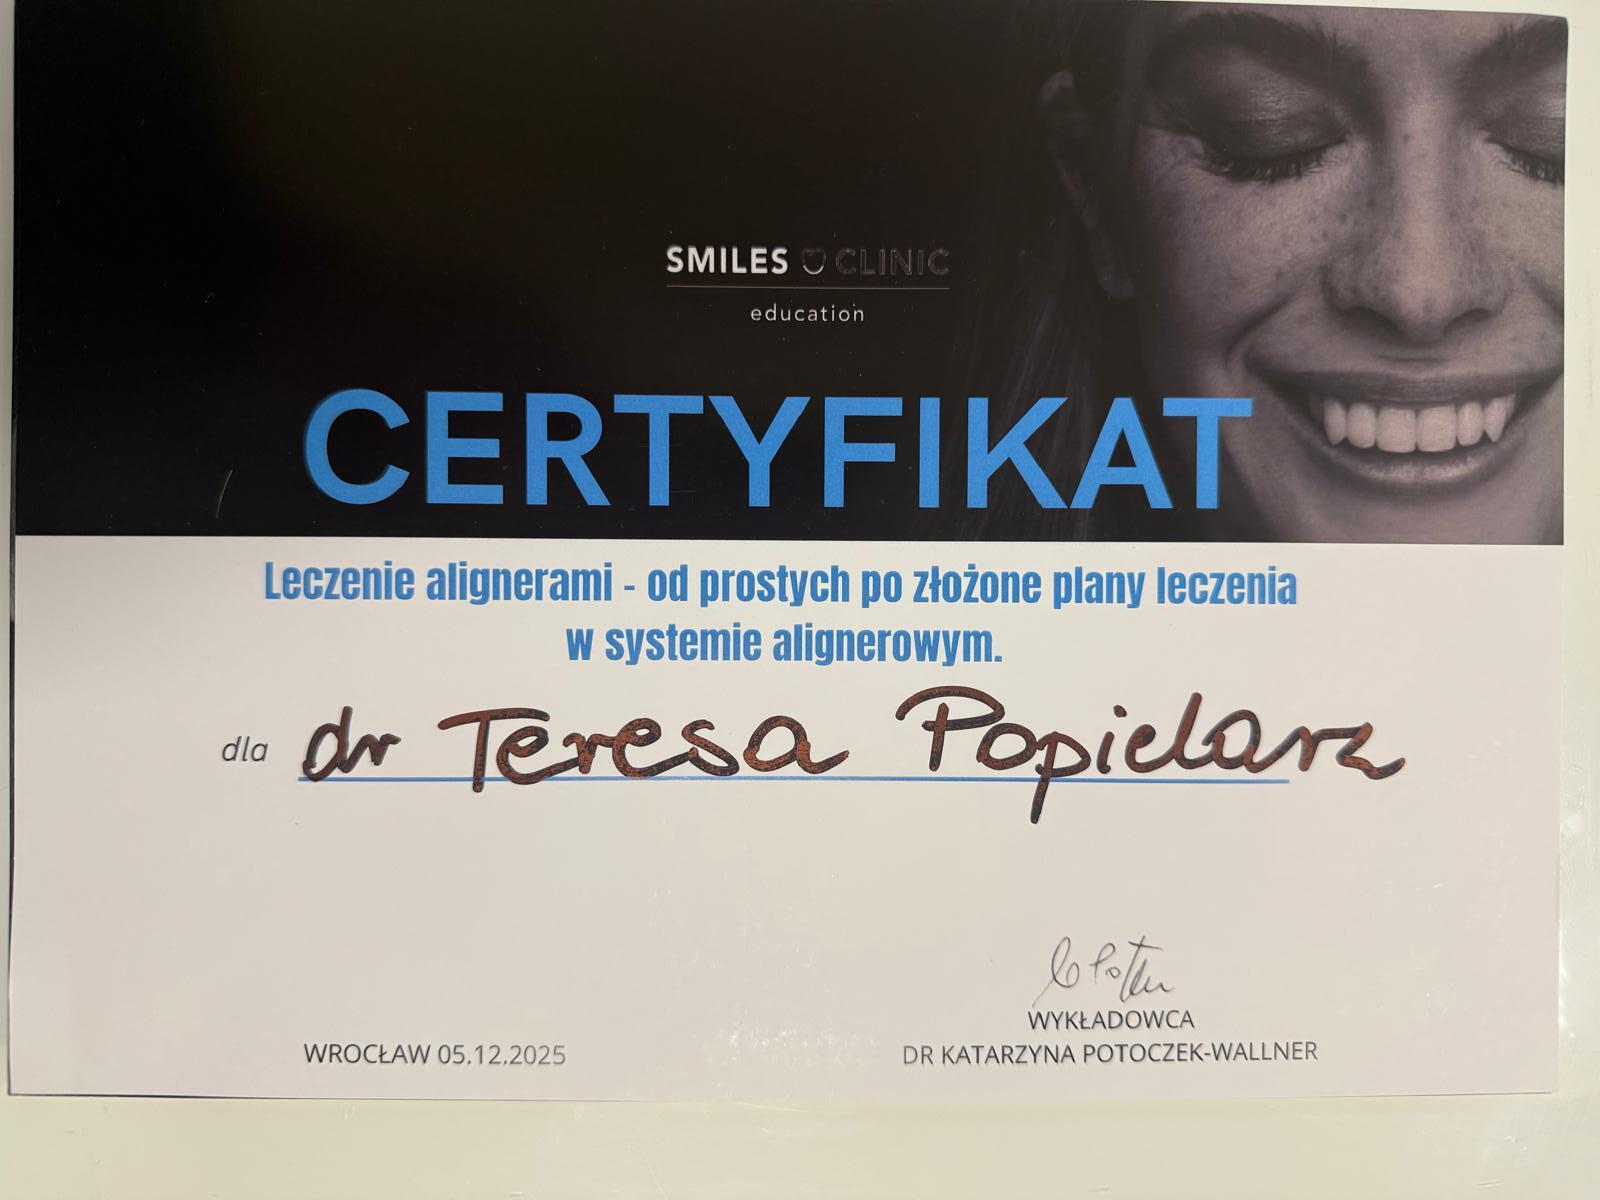 SMILES CLINIC
education
CERTYFIKAT
Leczenie alignerami - od prostych po złożone plany leczenia
w systemie alignerowym.
dla dr Teresa Popielarz
WYKŁADOWCA
WROCŁAW 05.12.2025
DR KATARZYNA POTOCZEK-WALLNER